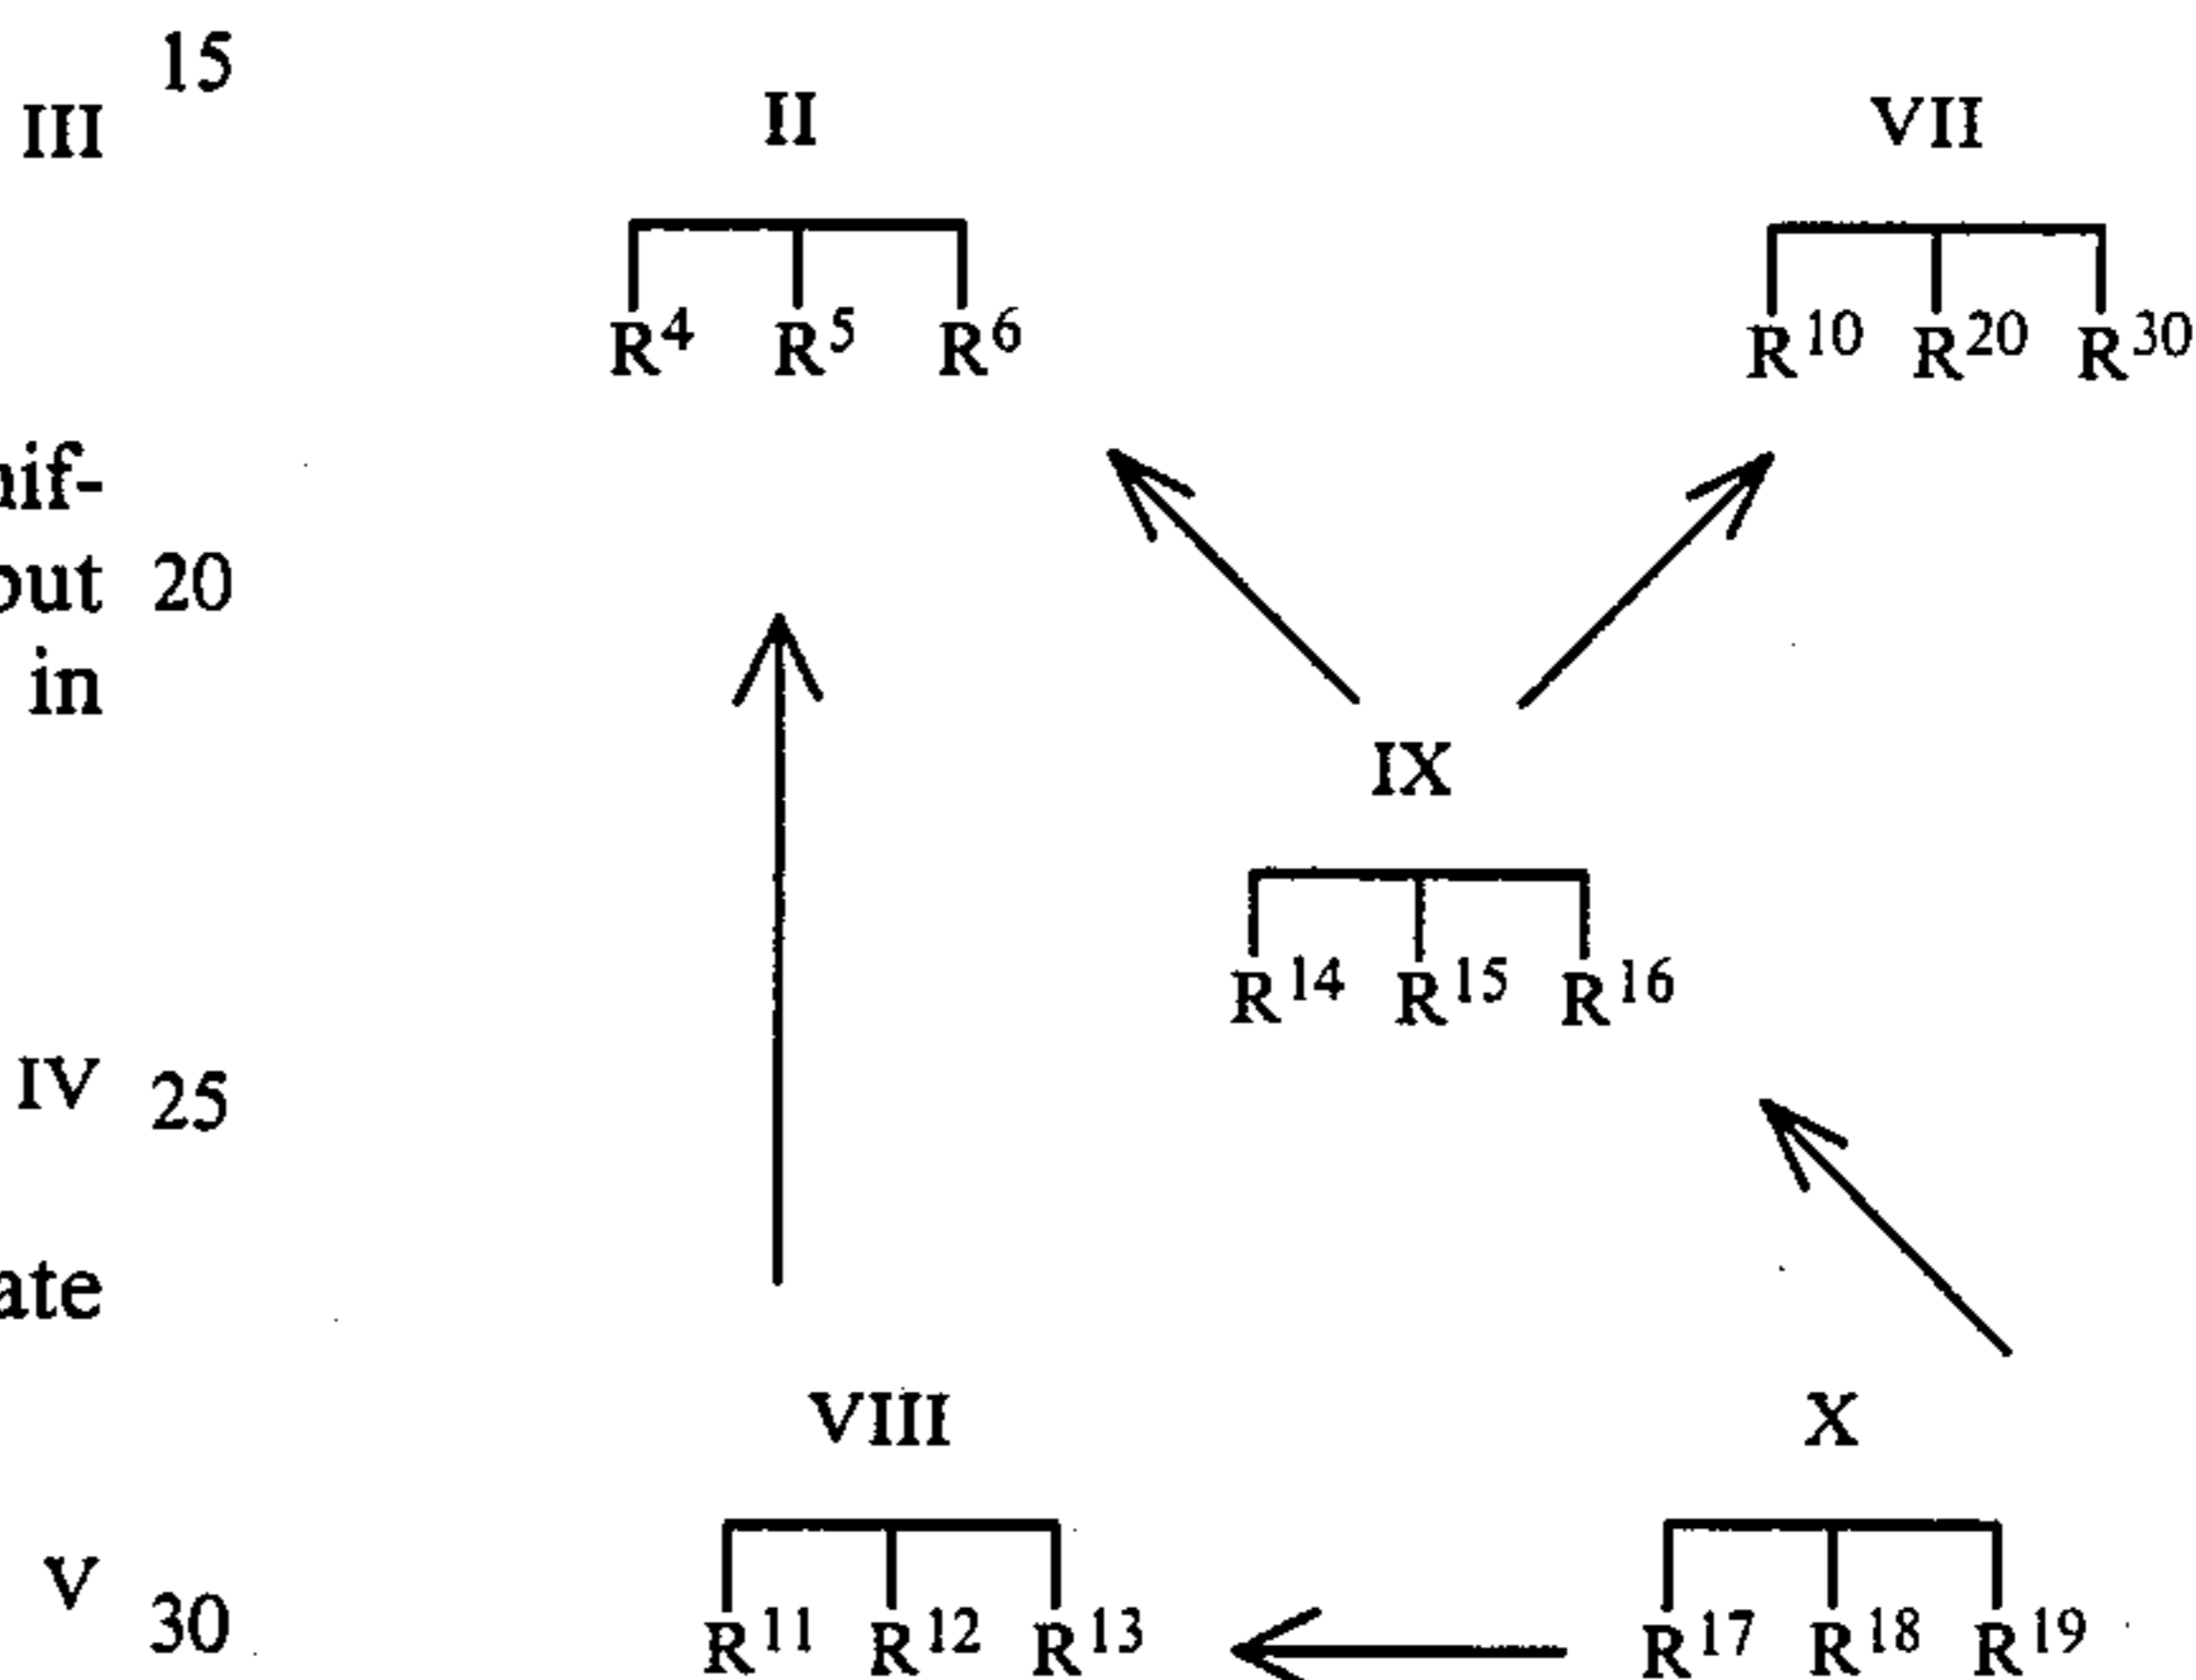 15
III
II
VII
R4 R5 R6
R10 R20 R30
20
in
IX
R14 R15 R16
IV
25
VIII
X
V
30
R11 R12 R13
R17 R18 R19